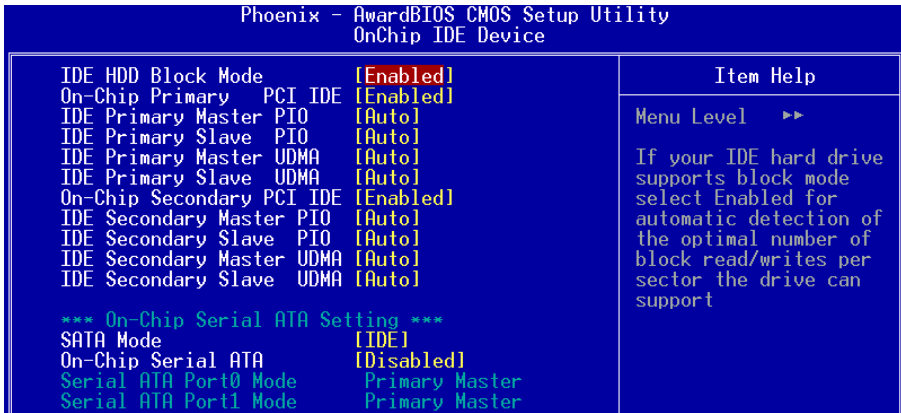 Phoenix - AwardBIOS CMOS Setup Utility
OnChip IDE Device
IDE HDD Block Mode [Enabled]
On-Chip Primary PCI IDE [Enabled]
IDE Primary Master PIO [Auto]
IDE Primary Slave PIO [Auto]
IDE Primary Master UDMA [Auto]
IDE Primary Slave UDMA [Auto]
On-Chip Secondary PCI IDE [Enabled]
IDE Secondary Master PIO [Auto]
IDE Secondary Slave PIO [Auto]
IDE Secondary Master UDMA [Auto]
IDE Secondary Slave UDMA [Auto]
*** On-Chip Serial ATA Setting ***
SATA Mode [IDE]
On-Chip Serial ATA [Disabled]
Serial ATA Port0 Mode Primary Master
Serial ATA Port1 Mode Primary Master
Item Help
Menu Level ►►
If your IDE hard drive
supports block mode
select Enabled for
automatic detection of
the optimal number of
block read/writes per
sector the drive can
support